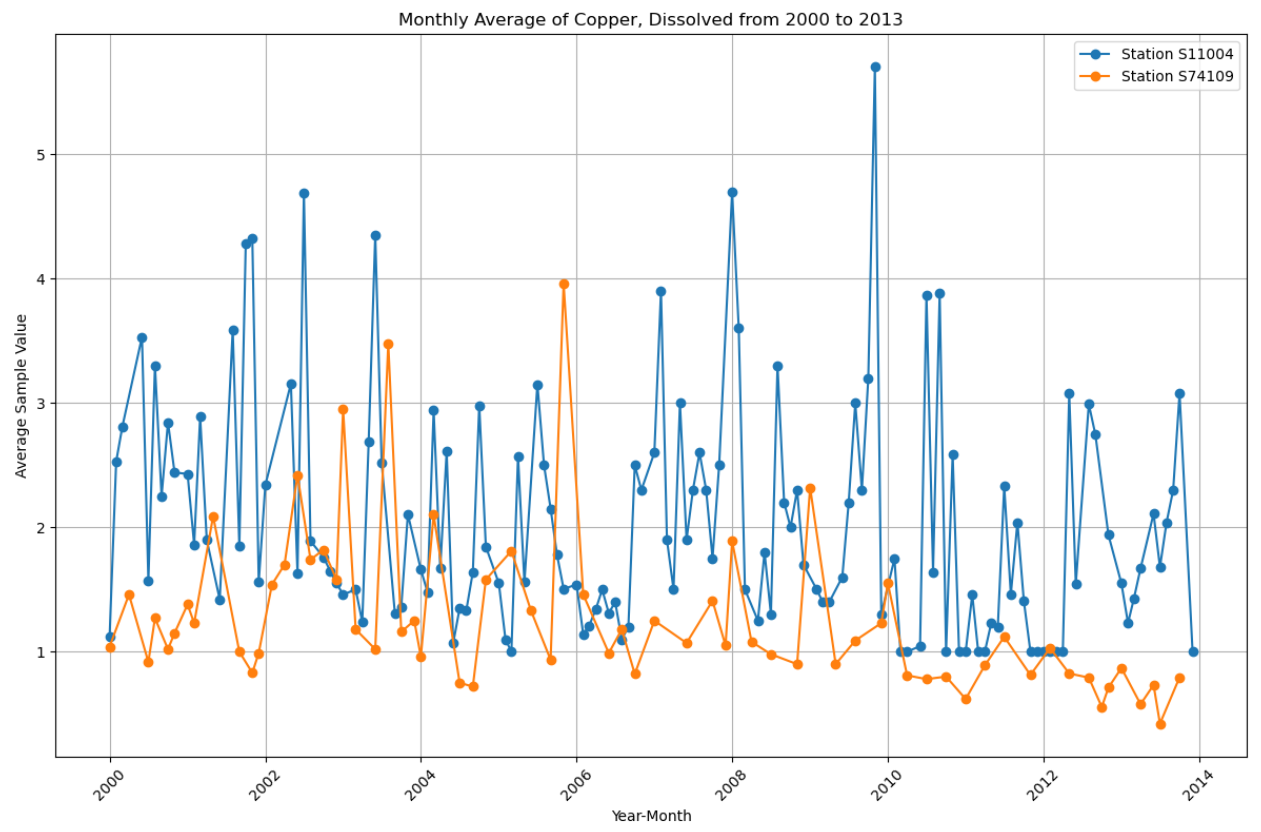 Monthly Average of Copper, Dissolved from 2000 to 2013
Station S11004
Station S74109
Average Sample Value
5
4
3
2
1
2000
2002
2004
2006
2008
2010
2012
2014
Year-Month